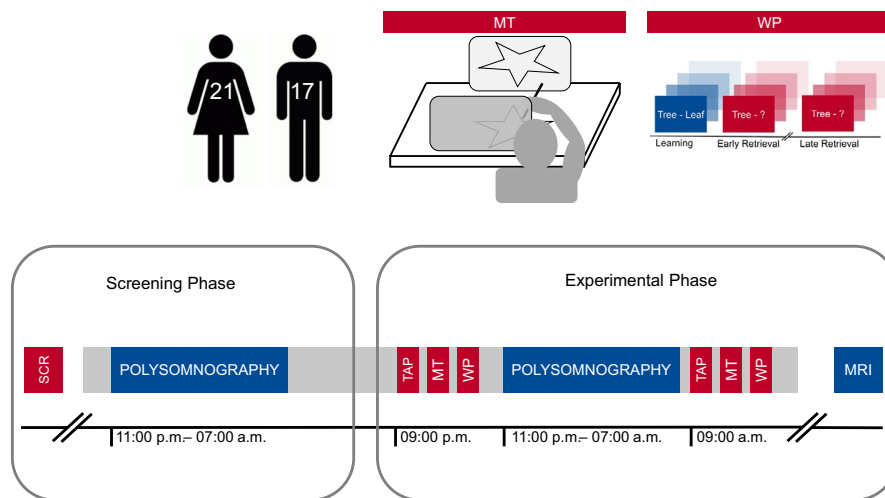 MT
WP
21
17
Tree - Leaf
Tree - ?
Tree - ?
Learning
Early Retrieval
Late Retrieval
Screening Phase
Experimental Phase
SCR
POLYSOMNOGRAPHY
TAP
MT
WP
POLYSOMNOGRAPHY
TAP
MT
WP
MRI
11:00 p.m.– 07:00 a.m.
09:00 p.m.
11:00 p.m.– 07:00 a.m.
09:00 a.m.